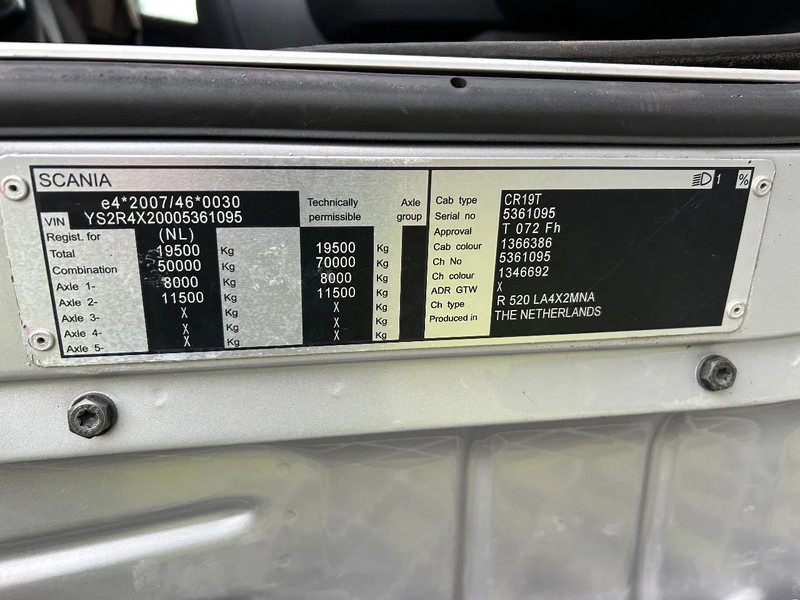 SCANIA
e4*2007/46*0030
VIN YS2R4X20005361095
Technically permissible
Axle group
Regist. for (NL)
Total 19500 Kg 19500 Kg
Combination 50000 Kg 70000 Kg
Axle 1- 8000 Kg 8000 Kg
Axle 2- 11500 Kg 11500 Kg
Axle 3- X Kg X Kg
Axle 4- X Kg X Kg
Axle 5- X Kg X Kg
1 %
Cab type CR19T
Serial no 5361095
Approval T 072 Fh
Cab colour 1366386
Ch No 5361095
Ch colour 1346692
ADR GTW X
Ch type R 520 LA4X2MNA
Produced in THE NETHERLANDS